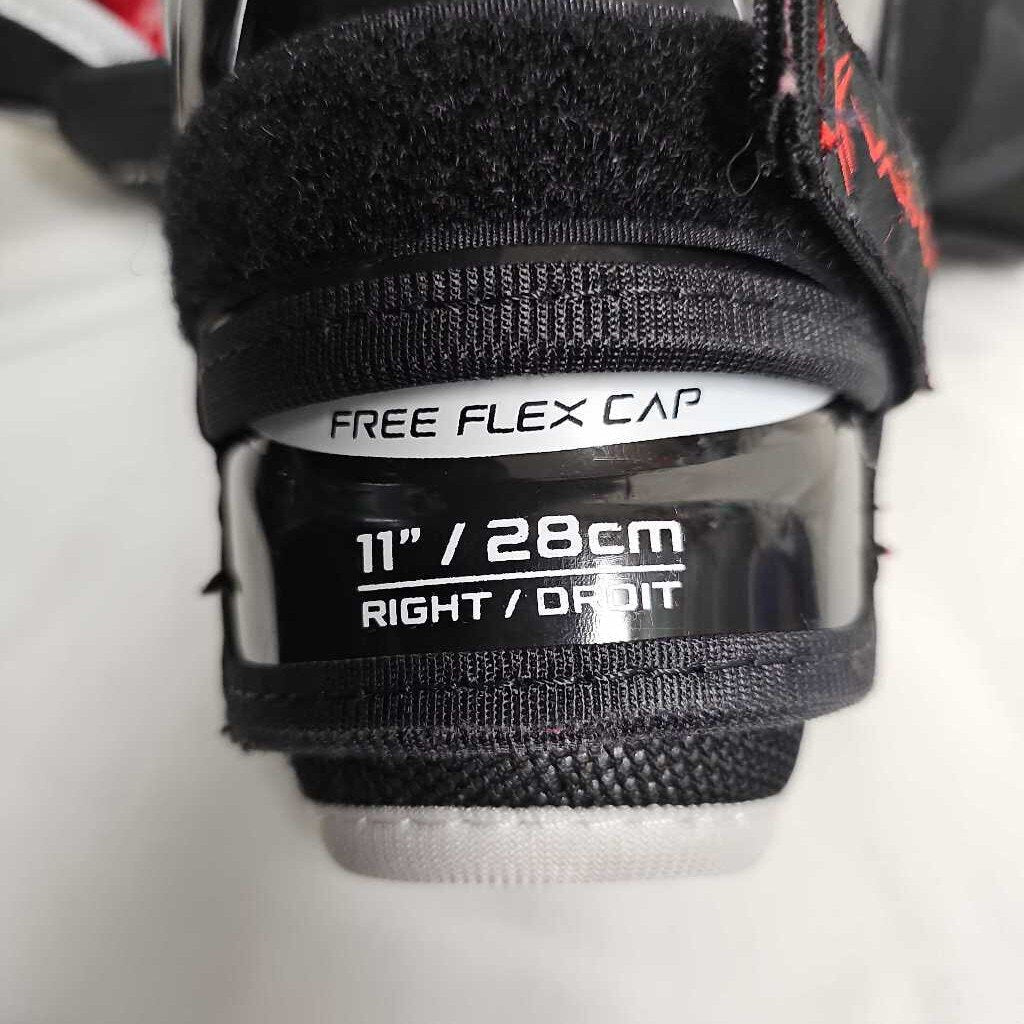 FREE FLEX CAP
11” / 28cm
RIGHT / DROIT